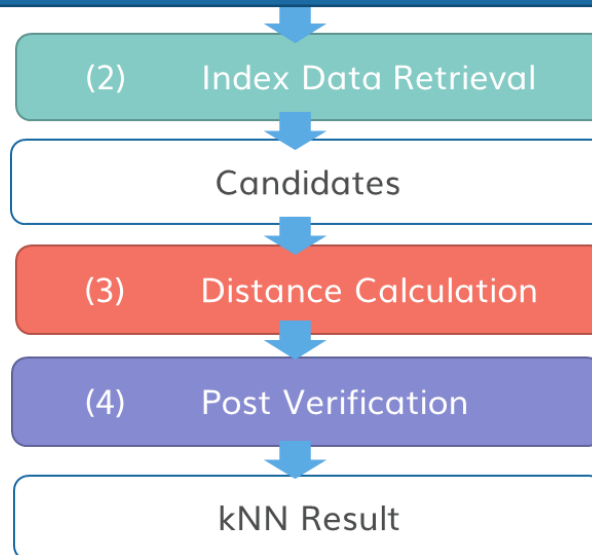 (2) Index Data Retrieval
Candidates
(3) Distance Calculation
(4) Post Verification
kNN Result